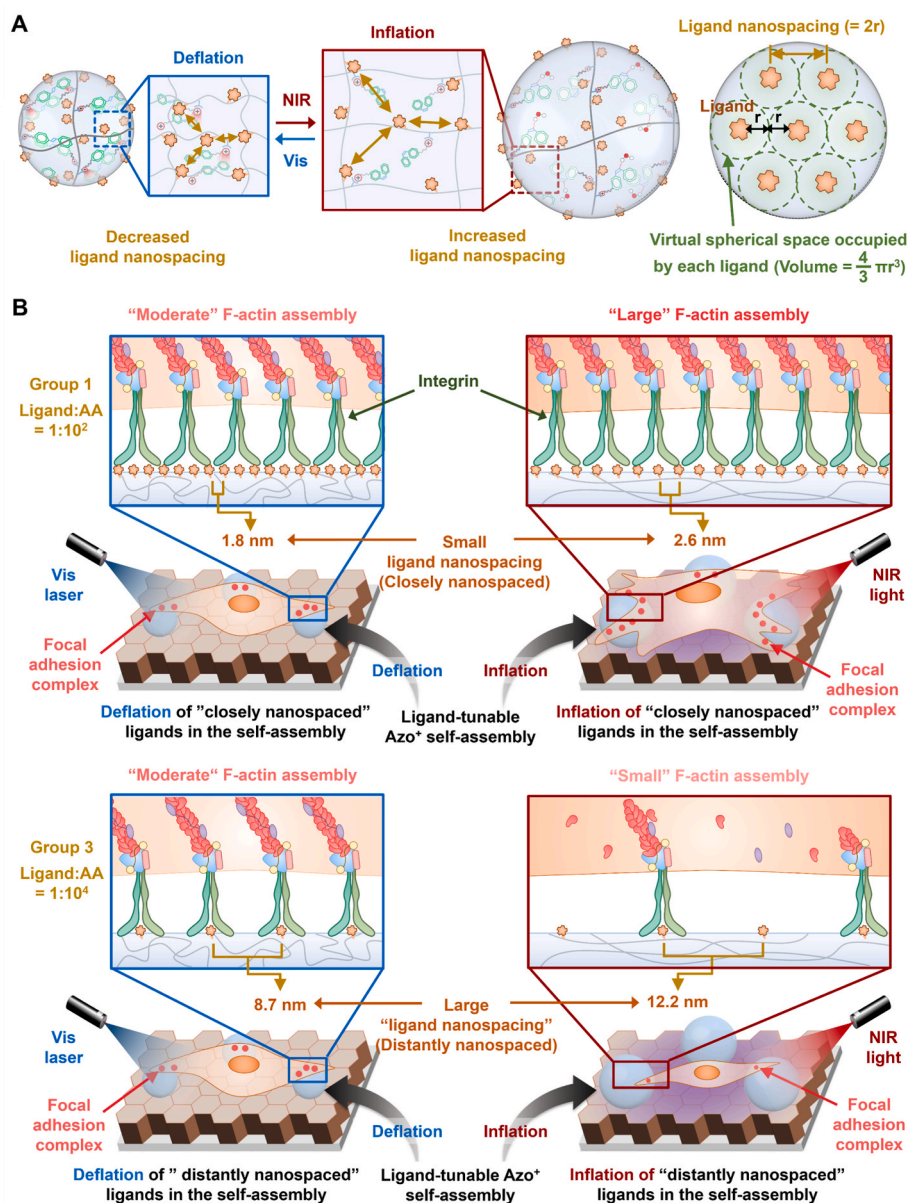 A
Deflation
Inflation
Ligand nanospacing (= 2r)
NIR
Vis
Ligand
r
r
Decreased
ligand nanospacing
Increased
ligand nanospacing
Virtual spherical space occupied
by each ligand (Volume = 4/3 πr³)
B
"Moderate" F-actin assembly
"Large" F-actin assembly
Group 1
Ligand:AA
= 1:10²
Integrin
1.8 nm
Small
ligand nanospacing
(Closely nanospaced)
2.6 nm
Vis
laser
NIR
light
Focal
adhesion
complex
Deflation
Inflation
Focal
adhesion
complex
Deflation of "closely nanospaced"
ligands in the self-assembly
Ligand-tunable
Azo⁺ self-assembly
Inflation of "closely nanospaced"
ligands in the self-assembly
"Moderate" F-actin assembly
"Small" F-actin assembly
Group 3
Ligand:AA
= 1:10⁴
8.7 nm
Large
"ligand nanospacing"
(Distantly nanospaced)
12.2 nm
Vis
laser
NIR
light
Focal
adhesion
complex
Deflation
Inflation
Focal
adhesion
complex
Deflation of " distantly nanospaced"
ligands in the self-assembly
Ligand-tunable Azo⁺
self-assembly
Inflation of "distantly nanospaced"
ligands in the self-assembly